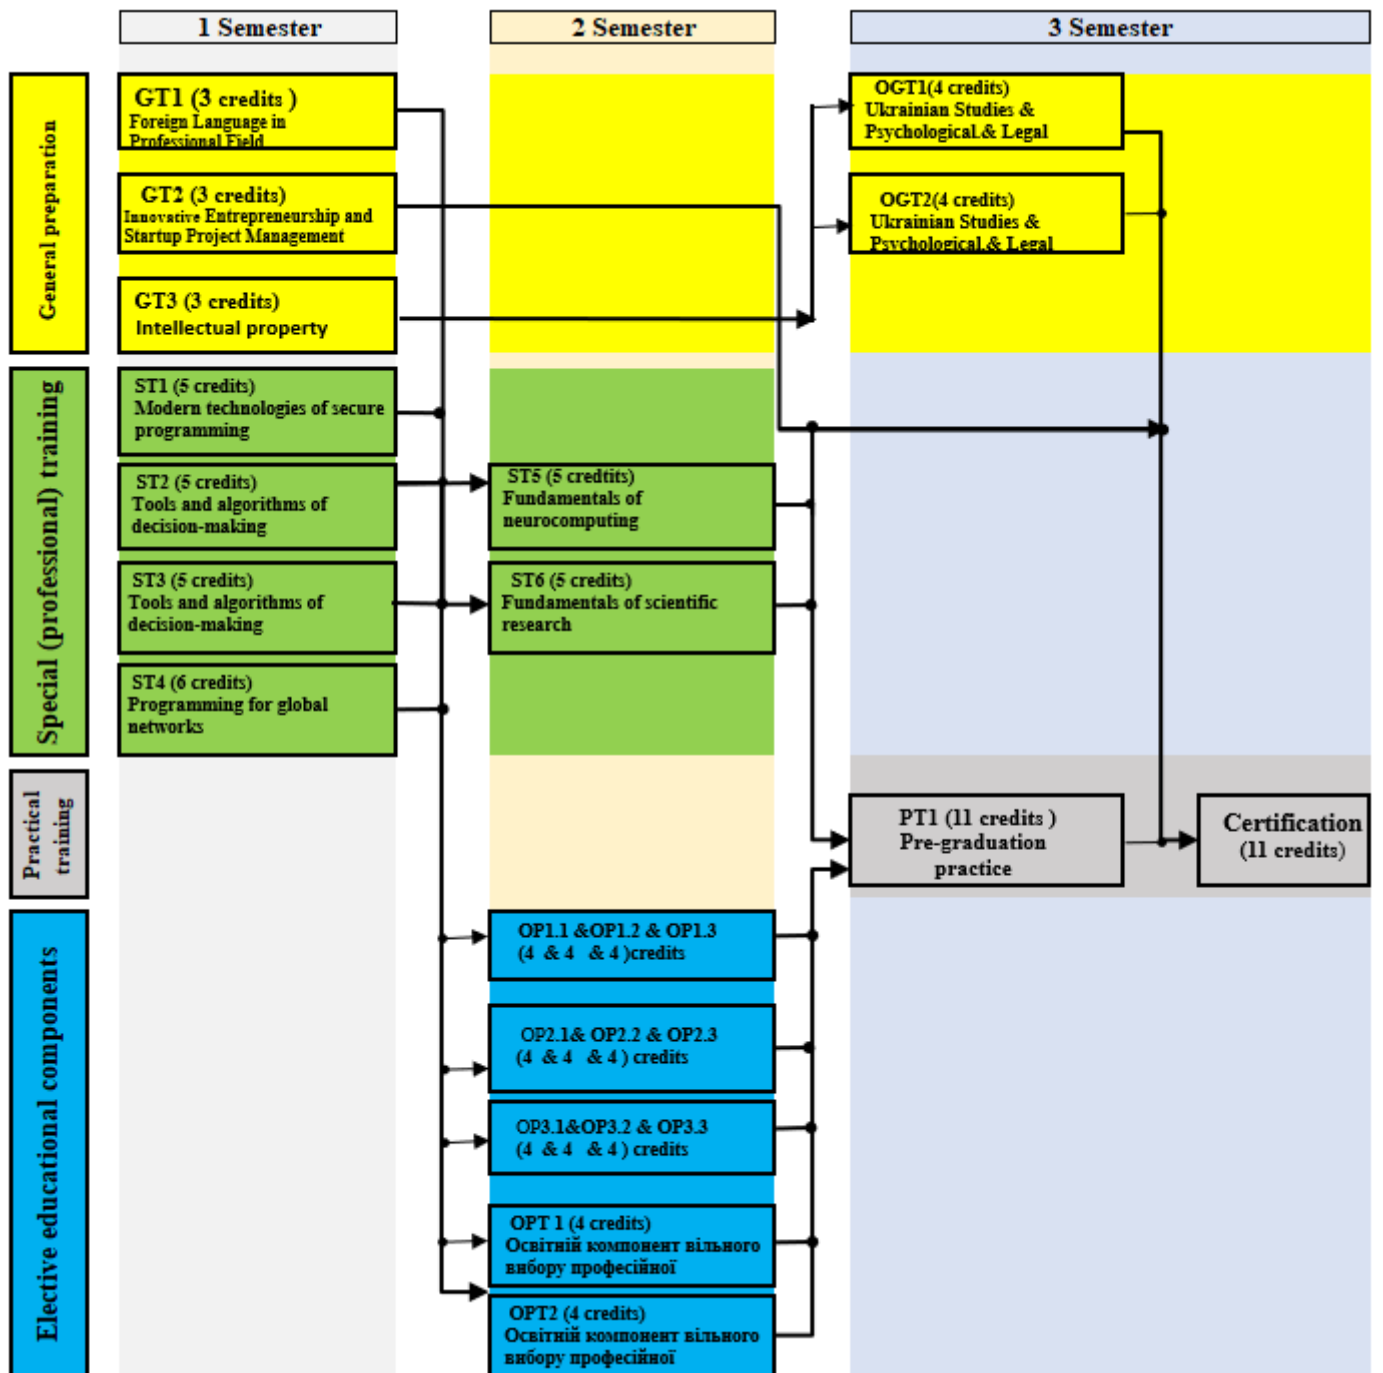 1 Semester
2 Semester
3 Semester
General preparation
GT1 (3 credits )
Foreign Language in
Professional Field
GT2 (3 credits)
Innovative Entrepreneurship and
Startup Project Management
GT3 (3 credits)
Intellectual property
OGT1(4 credits)
Ukrainian Studies &
Psychological.& Legal
OGT2(4 credits)
Ukrainian Studies &
Psychological.& Legal
Special (professional) training
ST1 (5 credits)
Modern technologies of secure
programming
ST2 (5 credits)
Tools and algorithms of
decision-making
ST3 (5 credits)
Tools and algorithms of
decision-making
ST4 (6 credits)
Programming for global
networks
ST5 (5 credtits)
Fundamentals of
neurocomputing
ST6 (5 credits)
Fundamentals of scientific
research
Practical
training
PT1 (11 credits )
Pre-graduation
practice
Certification
(11 credits)
Elective educational components
OP1.1 &OP1.2 & OP1.3
(4 & 4 & 4 )credits
OP2.1& OP2.2 & OP2.3
(4 & 4 & 4 ) credits
OP3.1&OP3.2 & OP3.3
(4 & 4 & 4 ) credits
OPT 1 (4 credits)
Освітній компонент вільного
вибору професійної
OPT2 (4 credits)
Освітній компонент вільного
вибору професійної